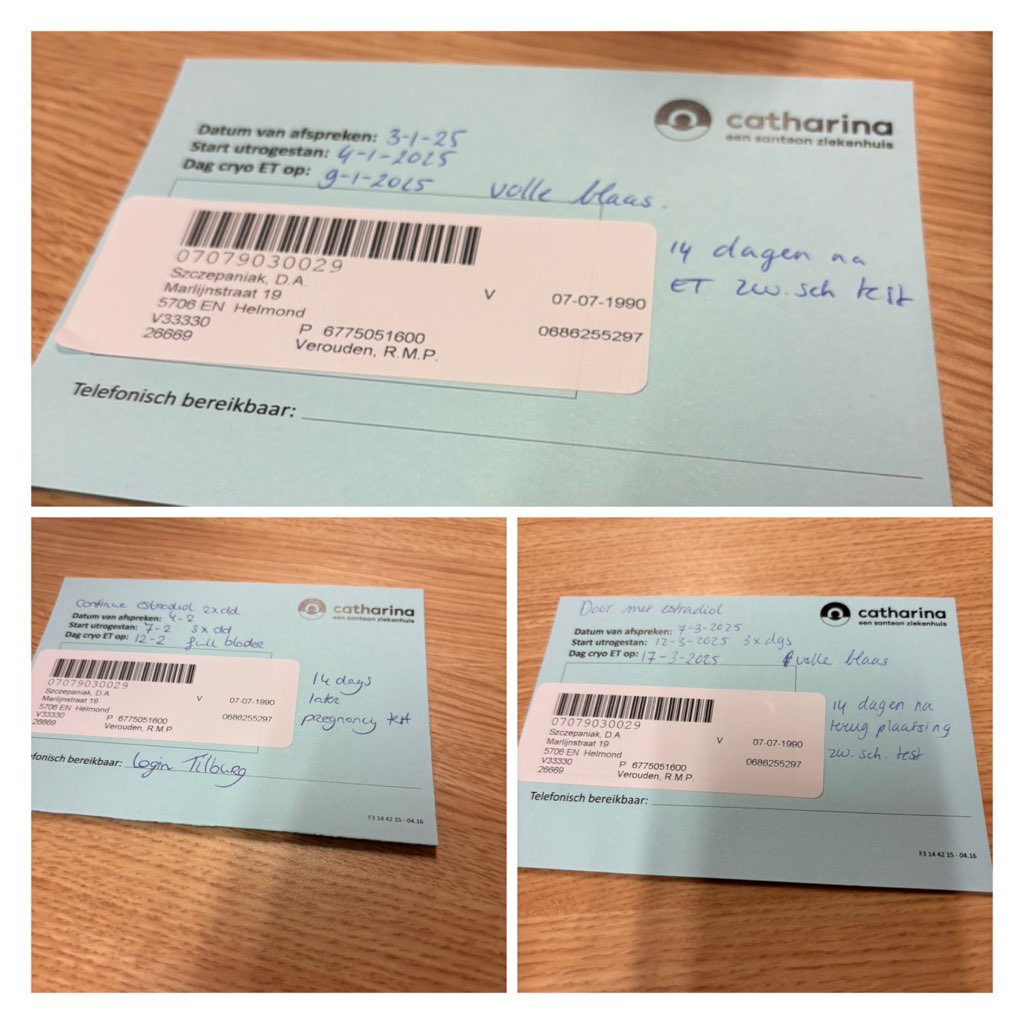 catharina
een santeon ziekenhuis
Datum van afspreken: 3-1-25
Start utrogestan: 4-1-2025
Dag cryo ET op: 9-1-2025 volle blaas.
07079030029
Szczepaniak, D.A.
Marlijnstraat 19 V 07-07-1990
5706 EN Helmond
V33330 P 6775051600 0686255297
26669 Verouden, R.M.P.
14 dagen na
ET zw.sch test
Telefonisch bereikbaar:
Continue estradiol 2xdd
catharina
een santeon ziekenhuis
Datum van afspreken: 4-2
Start utrogestan: 7-2 3x dd
Dag cryo ET op: 12-2 full blader
07079030029
Szczepaniak, D.A.
Marlijnstraat 19 V 07-07-1990
5706 EN Helmond
V33330 P 6775051600 0686255297
26669 Verouden, R.M.P
14 days
later
pregnancy test
efonisch bereikbaar: login Tilburg
F3 14 42 15 - 04.16
Door met estradiol
catharina
een santeon ziekenhuis
Datum van afspreken: 7-3-2025
Start utrogestan: 12-3-2025 3x dgs
Dag cryo ET op: 17-3-2025 volle blaas
07079030029
Szczepaniak, D.A.
Marlijnstraat 19 V 07-07-1990
5706 EN Helmond
V33330 P 6775051600 0686255297
26669 Verouden, R.M.P
14 dagen na
terug plaatsing
zw.sch. test
Telefonisch bereikbaar:
F3 14 42 15 - 04.16